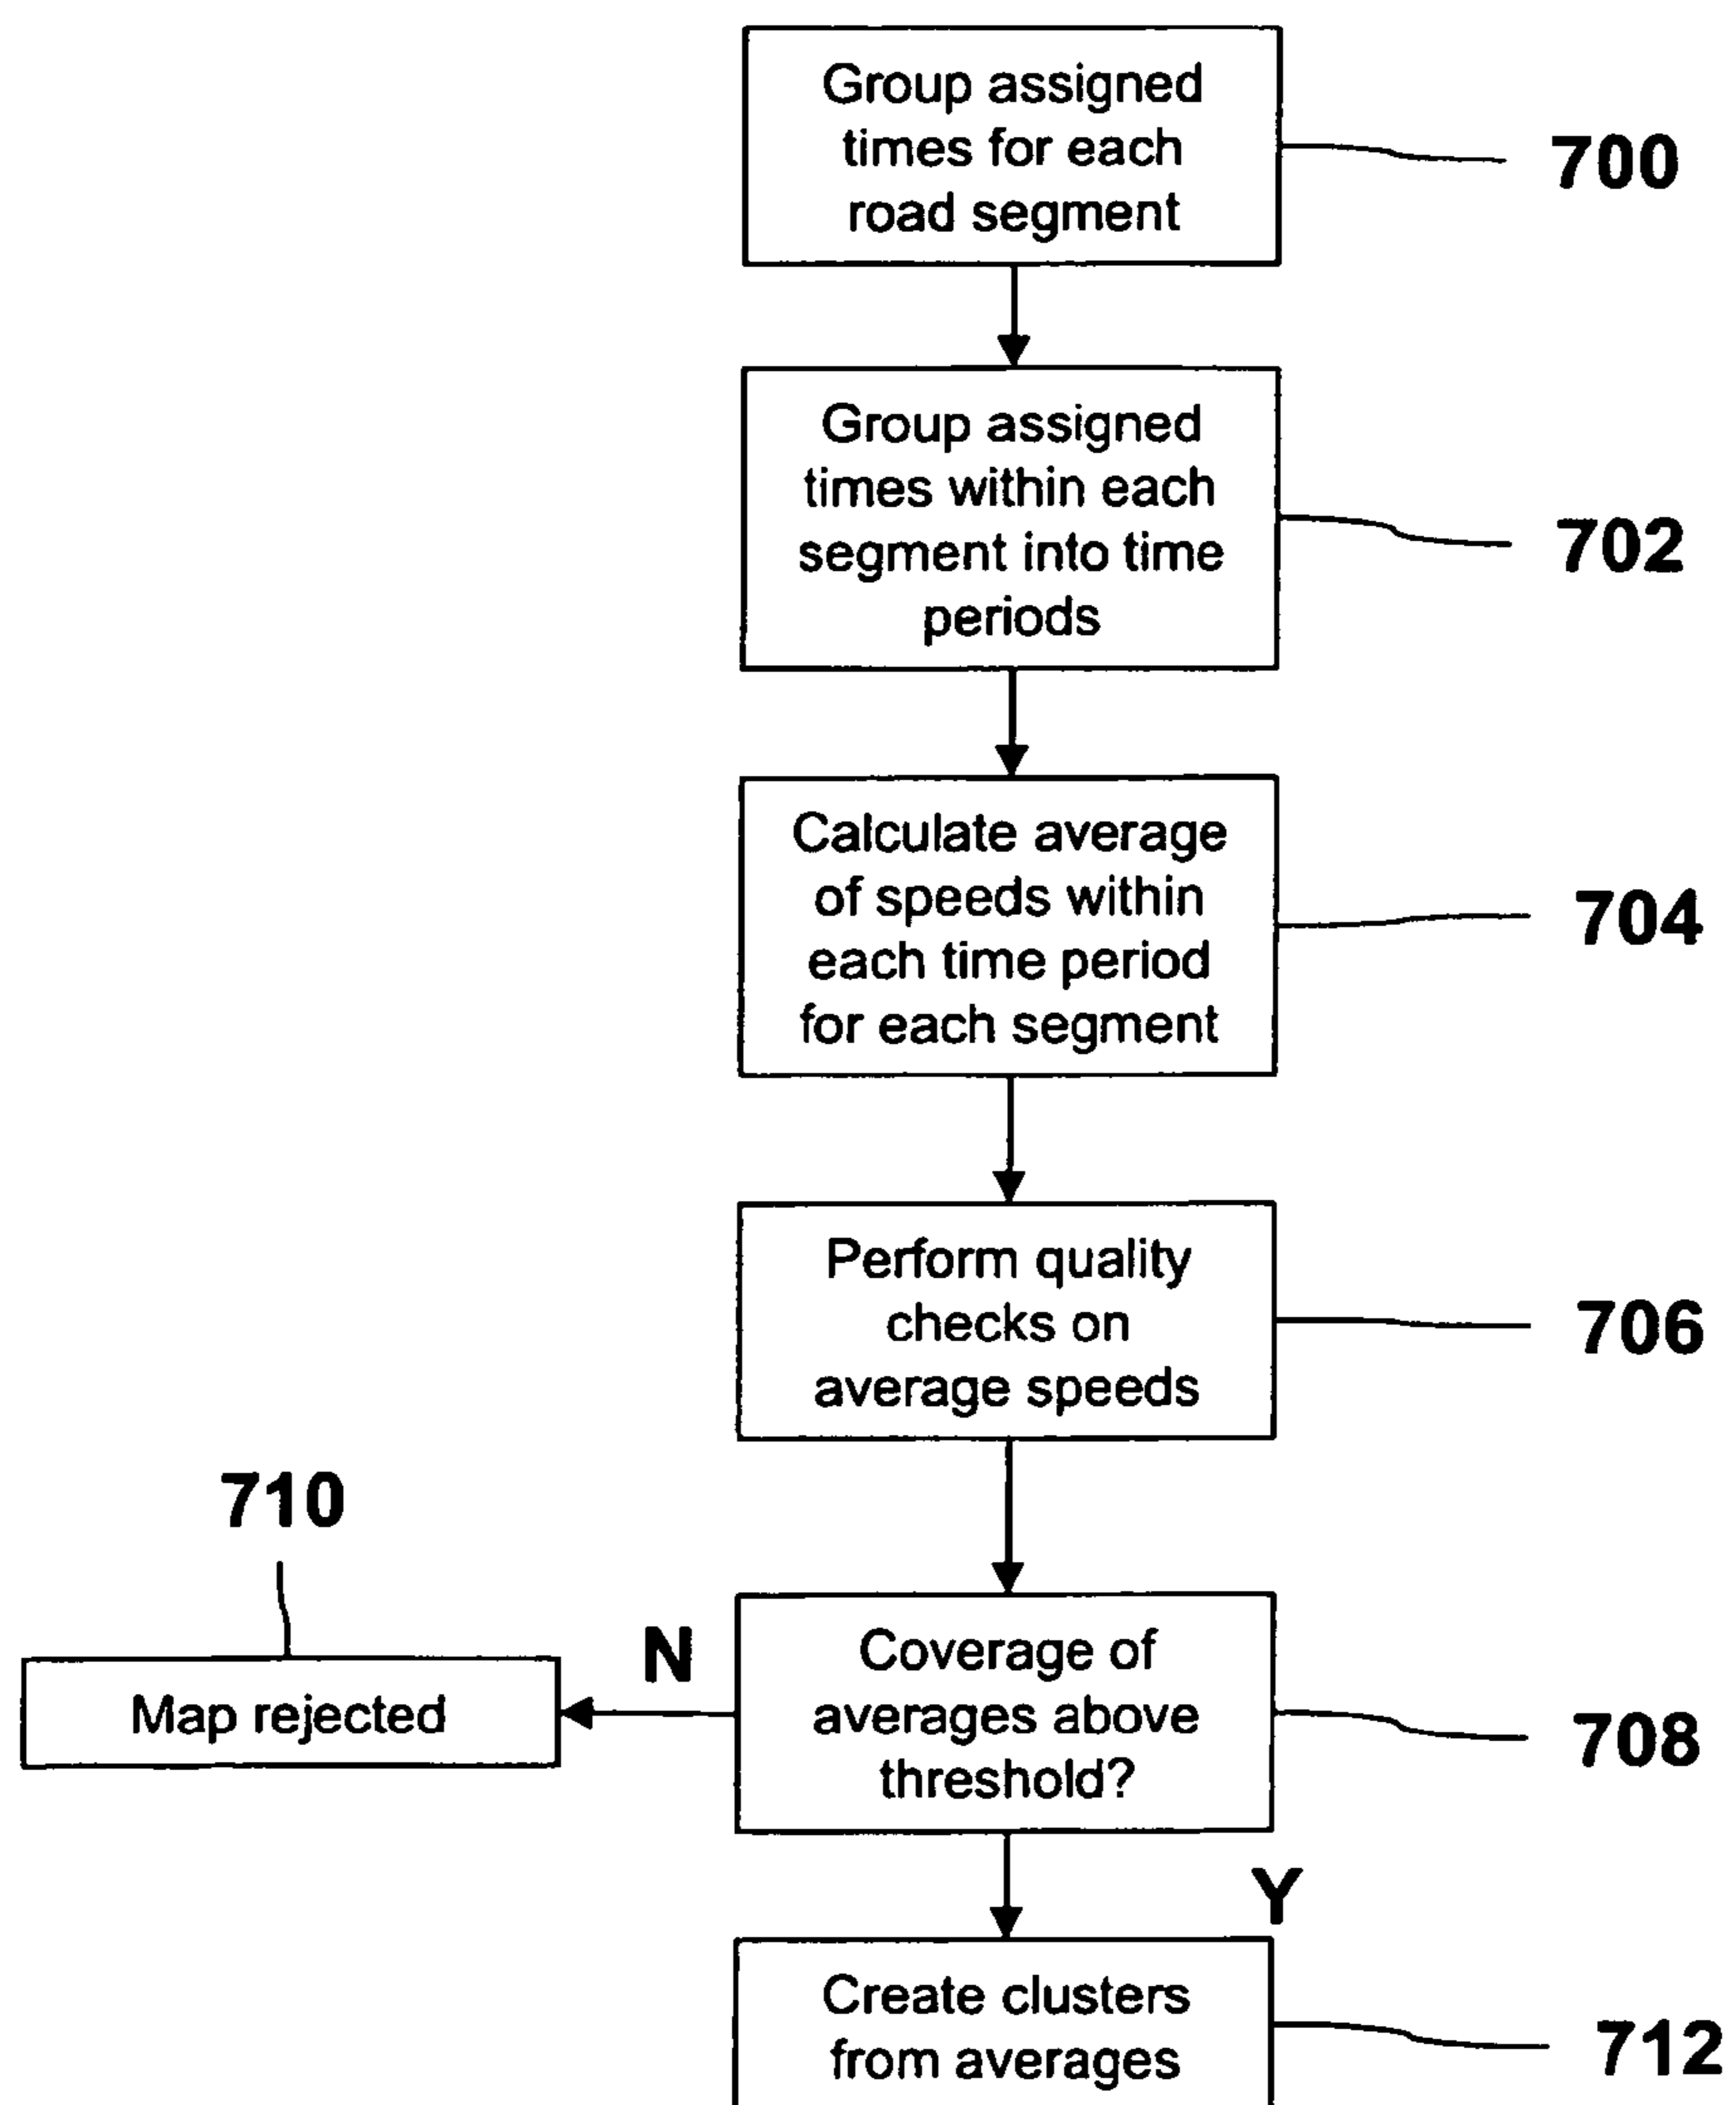 Group assigned
times for each
road segment
700
Group assigned
times within each
segment into time
periods
702
Calculate average
of speeds within
each time period
for each segment
704
Perform quality
checks on
average speeds
706
710
Map rejected
N
Coverage of
averages above
threshold?
708
Y
Create clusters
from averages
712